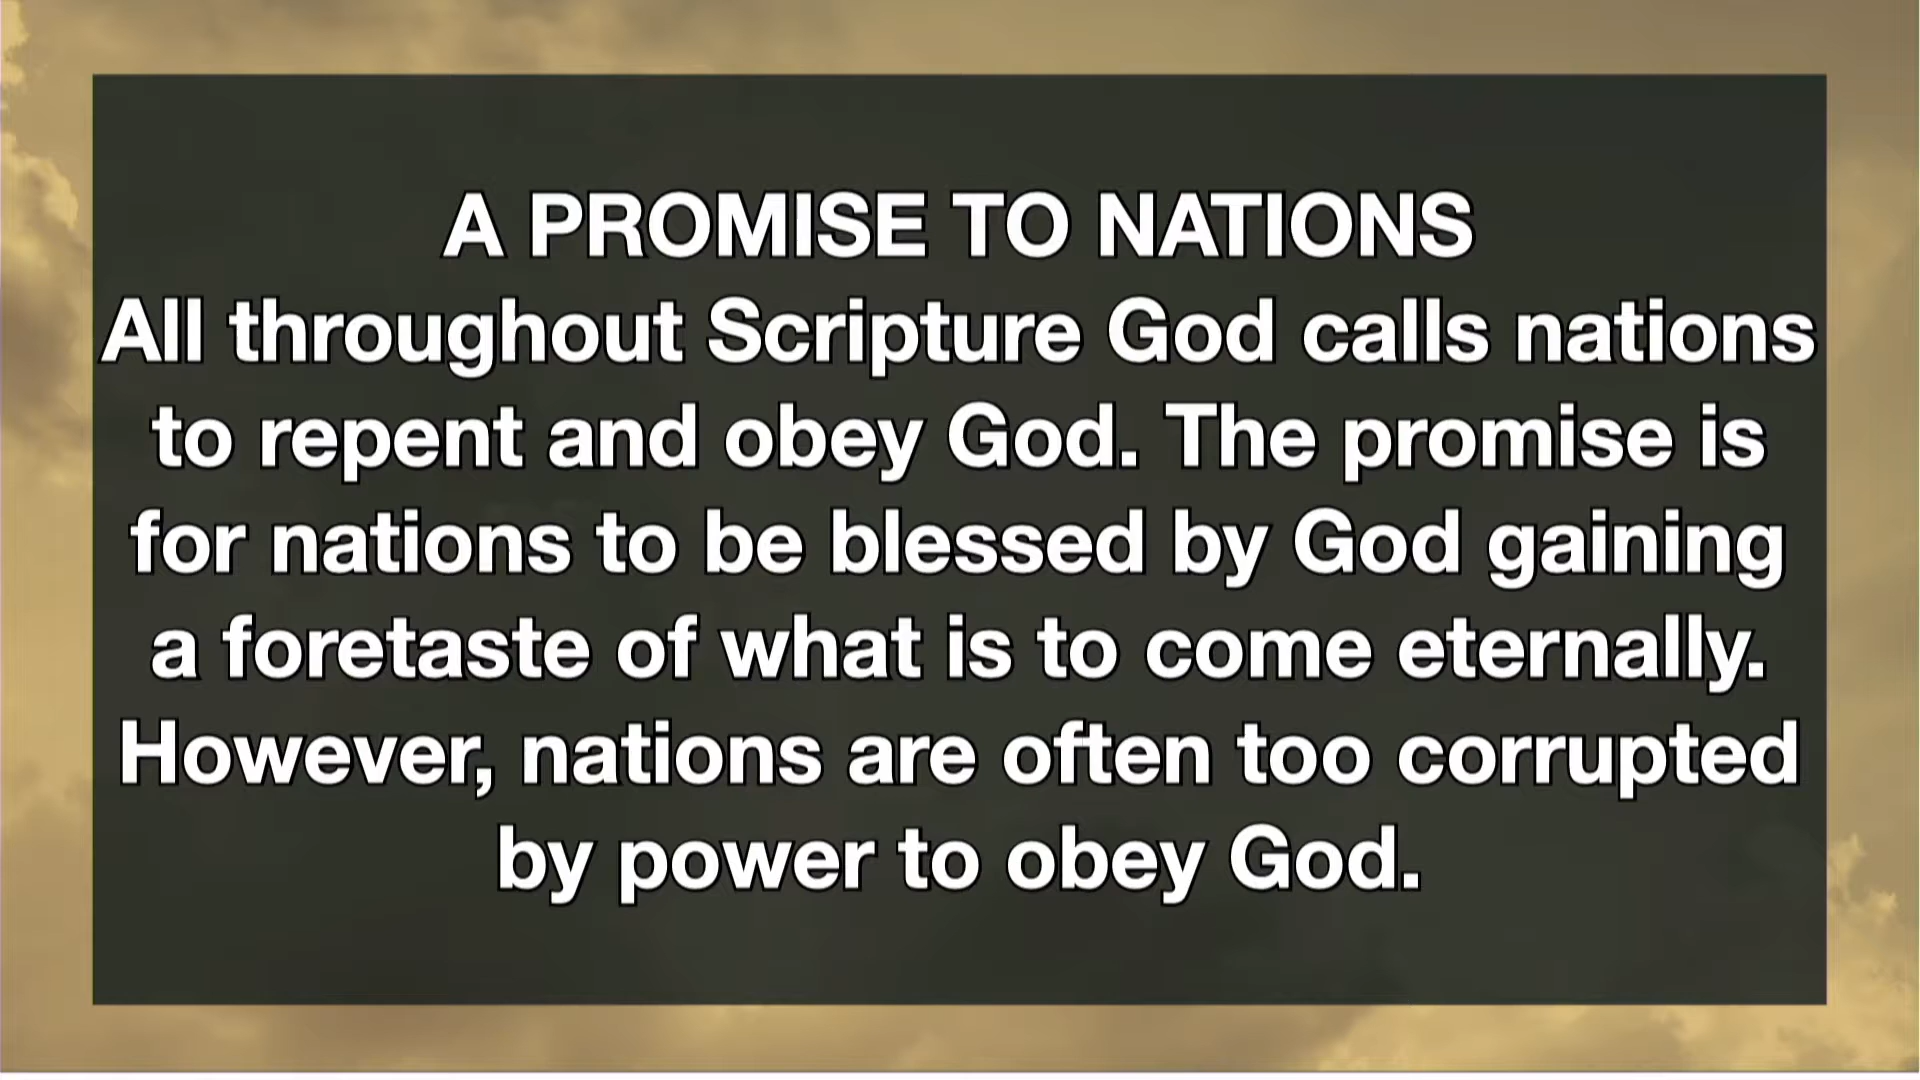 A PROMISE TO NATIONS
All throughout Scripture God calls nations
to repent and obey God. The promise is
for nations to be blessed by God gaining
a foretaste of what is to come eternally.
However, nations are often too corrupted
by power to obey God.